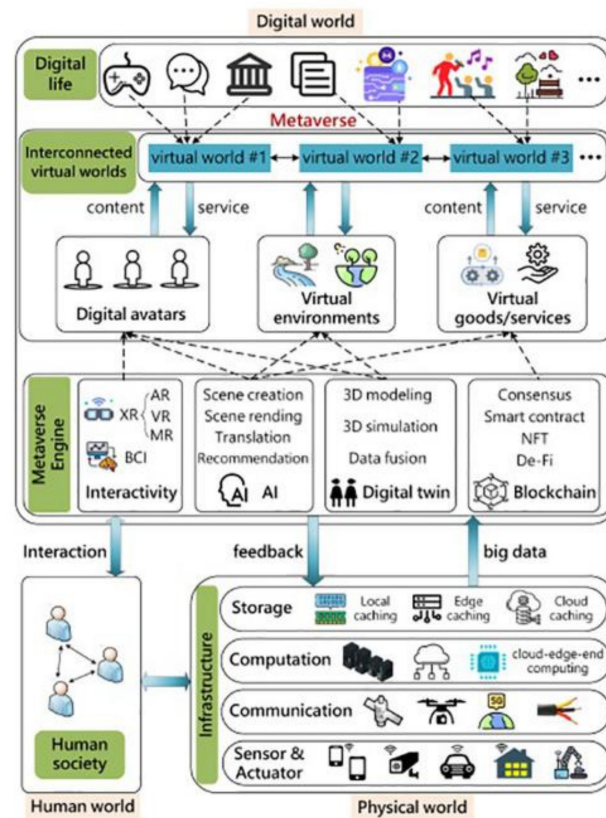 Digital world
Digital
life
Metaverse
Interconnected
virtual worlds
virtual world #1
virtual world #2
virtual world #3
content
service
content
service
Digital avatars
Virtual
environments
Virtual
goods/services
Metaverse
Engine
XR
AR
VR
MR
BCI
Interactivity
Scene creation
Scene rending
Translation
Recommendation
AI
AI
3D modeling
3D simulation
Data fusion
Digital twin
Consensus
Smart contract
NFT
De-Fi
Blockchain
Interaction
feedback
big data
Human
society
Human world
Infrastructure
Storage
Local
caching
Edge
caching
Cloud
caching
Computation
cloud-edge-end
computing
Communication
5G
Sensor &
Actuator
Physical world